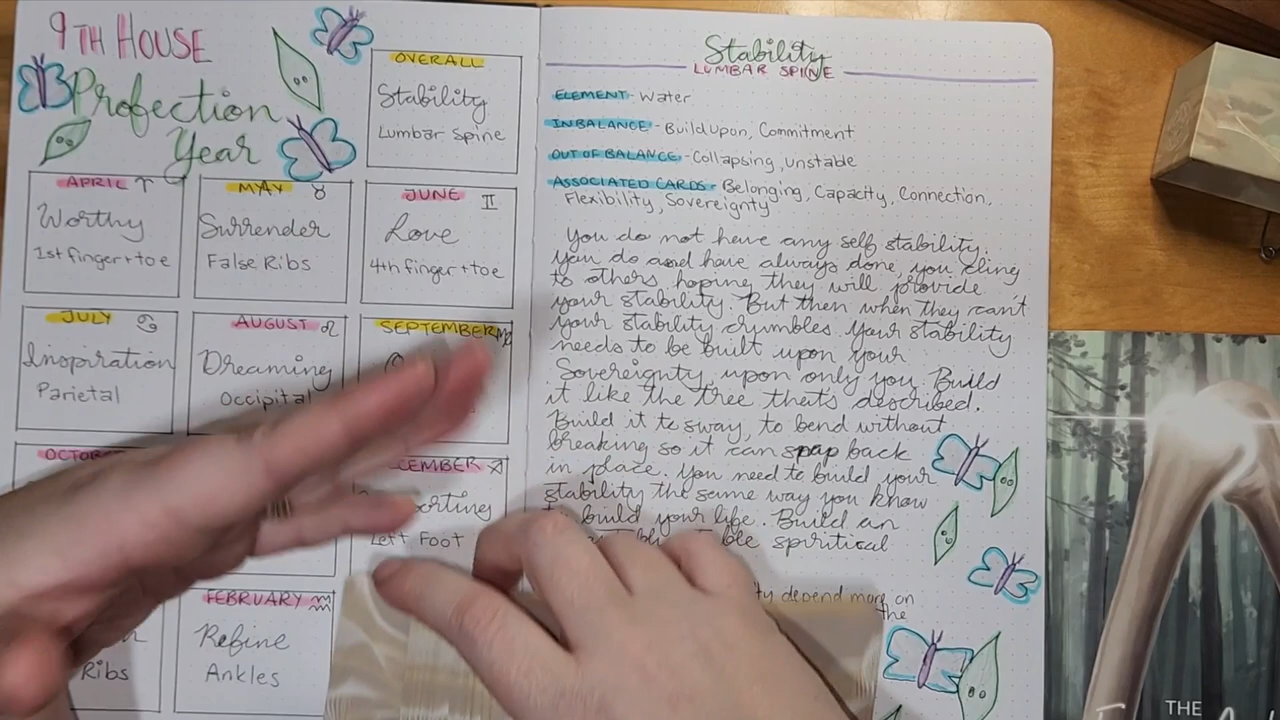 9TH HOUSE
Profection
Year
OVERALL
Stability
Lumbar Spine
APRIL ♈
Worthy
1st finger + toe
MAY ♉
Surrender
False Ribs
JUNE ♊
Love
4th finger + toe
JULY ♋
Inspiration
Parietal
AUGUST ♌
Dreaming
Occipital
SEPTEMBER ♍
Left Foot
FEBRUARY ♒
Refine
Ankles
Ribs
Stability
LUMBAR SPINE
ELEMENT - Water
INBALANCE - Build Upon, Commitment
OUT OF BALANCE - Collapsing, unstable
ASSOCIATED CARDS - Belonging, Capacity, Connection,
Flexibility, Sovereignty
You do not have any self stability.
You do and have always done, you cling
to others hoping they will provide
your stability. But then when they can't
your stability crumbles. Your stability
needs to be built upon your
Sovereignty, upon only you. Build
it like the tree that's described.
Build it to sway, to bend without
breaking so it can snap back
in place. You need to build your
stability the same way you know
to build your life. Build an
spiritical
depend more on
the
THE